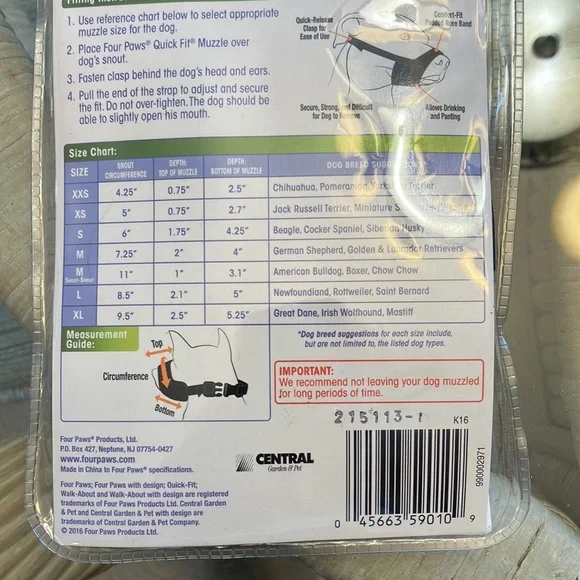 1. Use reference chart below to select appropriate
muzzle size for the dog.
2. Place Four Paws® Quick Fit® Muzzle over
dog's snout.
3. Fasten clasp behind the dog's head and ears.
4. Pull the end of the strap to adjust and secure
the fit. Do not over-tighten. The dog should be
able to slightly open his mouth.
Quick-Release
Clasp for
Ease of Use
Comfort-Fit
Padded Nose Band
Secure, Strong, and Difficult
for Dog to Remove
Allows Drinking
and Panting
Size Chart:
SIZE SNOUT CIRCUMFERENCE DEPTH: TOP OF MUZZLE DEPTH: BOTTOM OF MUZZLE DOG BREED
XXS 4.25" 0.75" 2.5" Chihuahua, Pomeranian, Yorkshire Terrier
XS 5" 0.75" 2.7" Jack Russell Terrier, Miniature
S 6" 1.75" 4.25" Beagle, Cocker Spaniel, Siberian Husky
M 7.25" 2" 4" German Shepherd, Golden & Labrador Retrievers
M 11" 1" 3.1" American Bulldog, Boxer, Chow Chow
L 8.5" 2.1" 5" Newfoundland, Rottweiler, Saint Bernard
XL 9.5" 2.5" 5.25" Great Dane, Irish Wolfhound, Mastiff
Measurement
Guide:
Top
Circumference
Bottom
*Dog breed suggestions for each size include,
but are not limited to, the listed dog types.
IMPORTANT:
We recommend not leaving your dog muzzled
for long periods of time.
215113-1
K16
Four Paws® Products, Ltd.
P.O. Box 427, Neptune, NJ 07754-0427
www.fourpaws.com
Made in China to Four Paws® specifications.
CENTRAL
Garden & Pet
Four Paws; Four Paws with design; Quick-Fit;
Walk-About and Walk-About with design are registered
trademarks of Four Paws Products Ltd. Central Garden
& Pet and Central Garden & Pet with design are
trademarks of Central Garden & Pet Company.
© 2016 Four Paws Products Ltd.
990002971
0 45663 59010 9